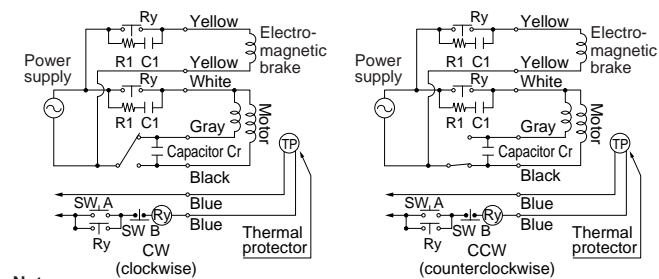 Ry
Yellow
Electro-
magnetic
brake
Power
supply
R1 C1
Yellow
Ry
White
R1 C1
Gray
Motor
TP
Capacitor Cr
Black
Blue
SW A
Ry
Blue
Ry
SW B
CW
(clockwise)
Thermal
protector
Ry
Yellow
Electro-
magnetic
brake
Power
supply
R1 C1
Yellow
Ry
White
R1 C1
Gray
Motor
TP
Capacitor Cr
Black
Blue
SW A
Ry
Blue
Ry
SW B
CCW
(counterclockwise)
Thermal
protector